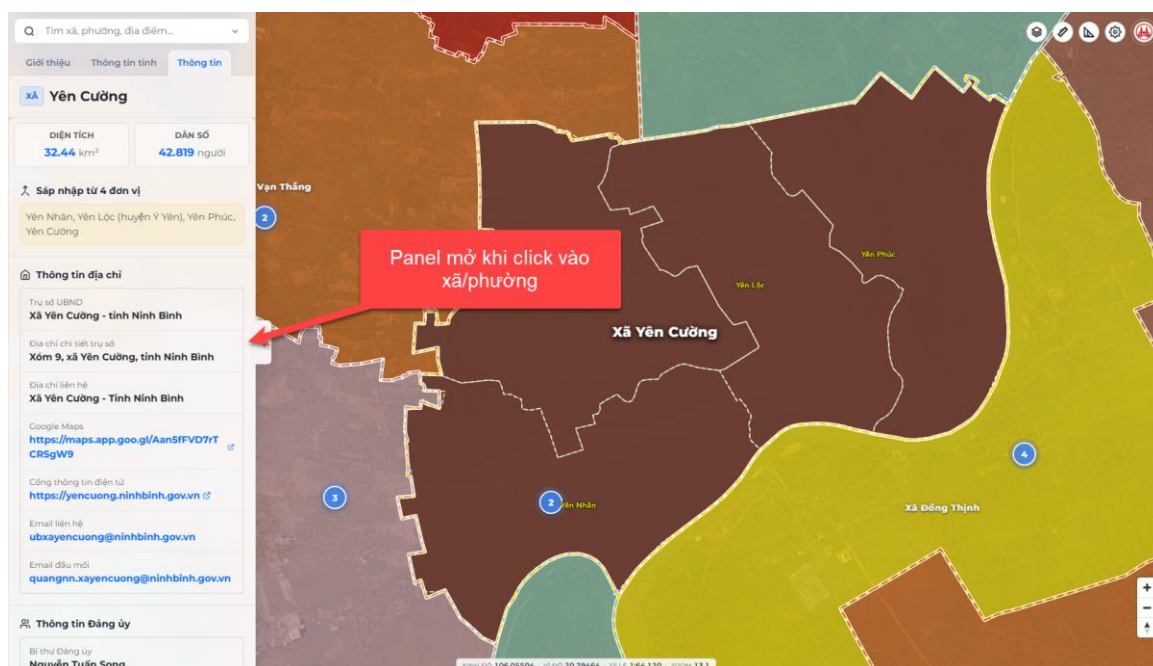 Tìm xã, phường, địa điểm...
Giới thiệu Thông tin tỉnh Thông tin
XÃ Yên Cường
DIỆN TÍCH
32.44 km²
DÂN SỐ
42.819 người
Sáp nhập từ 4 đơn vị
Yên Nhân, Yên Lộc (huyện Ý Yên), Yên Phúc,
Yên Cường
Thông tin địa chỉ
Trụ sở UBND
Xã Yên Cường - tỉnh Ninh Bình
Địa chỉ chi tiết trụ sở
Xóm 9, xã Yên Cường, tỉnh Ninh Bình
Địa chỉ liên hệ
Xã Yên Cường - Tỉnh Ninh Bình
Google Maps
https://maps.app.goo.gl/Aan5fFVD7rT
CRSgW9
Cổng thông tin điện tử
https://yencuong.ninhbinh.gov.vn
Email liên hệ
ubxayencuong@ninhbinh.gov.vn
Email đầu mối
quangnn.xayencuong@ninhbinh.gov.vn
Thông tin Đảng ủy
Bí thư Đảng ủy
Nguyễn Tuấn Song
Vạn Thắng
2
Panel mở khi click vào
xã/phường
Yên Phúc
Yên Lộc
Xã Yên Cường
4
3
2
Yên Nhân
Xã Đồng Thịnh
+
−